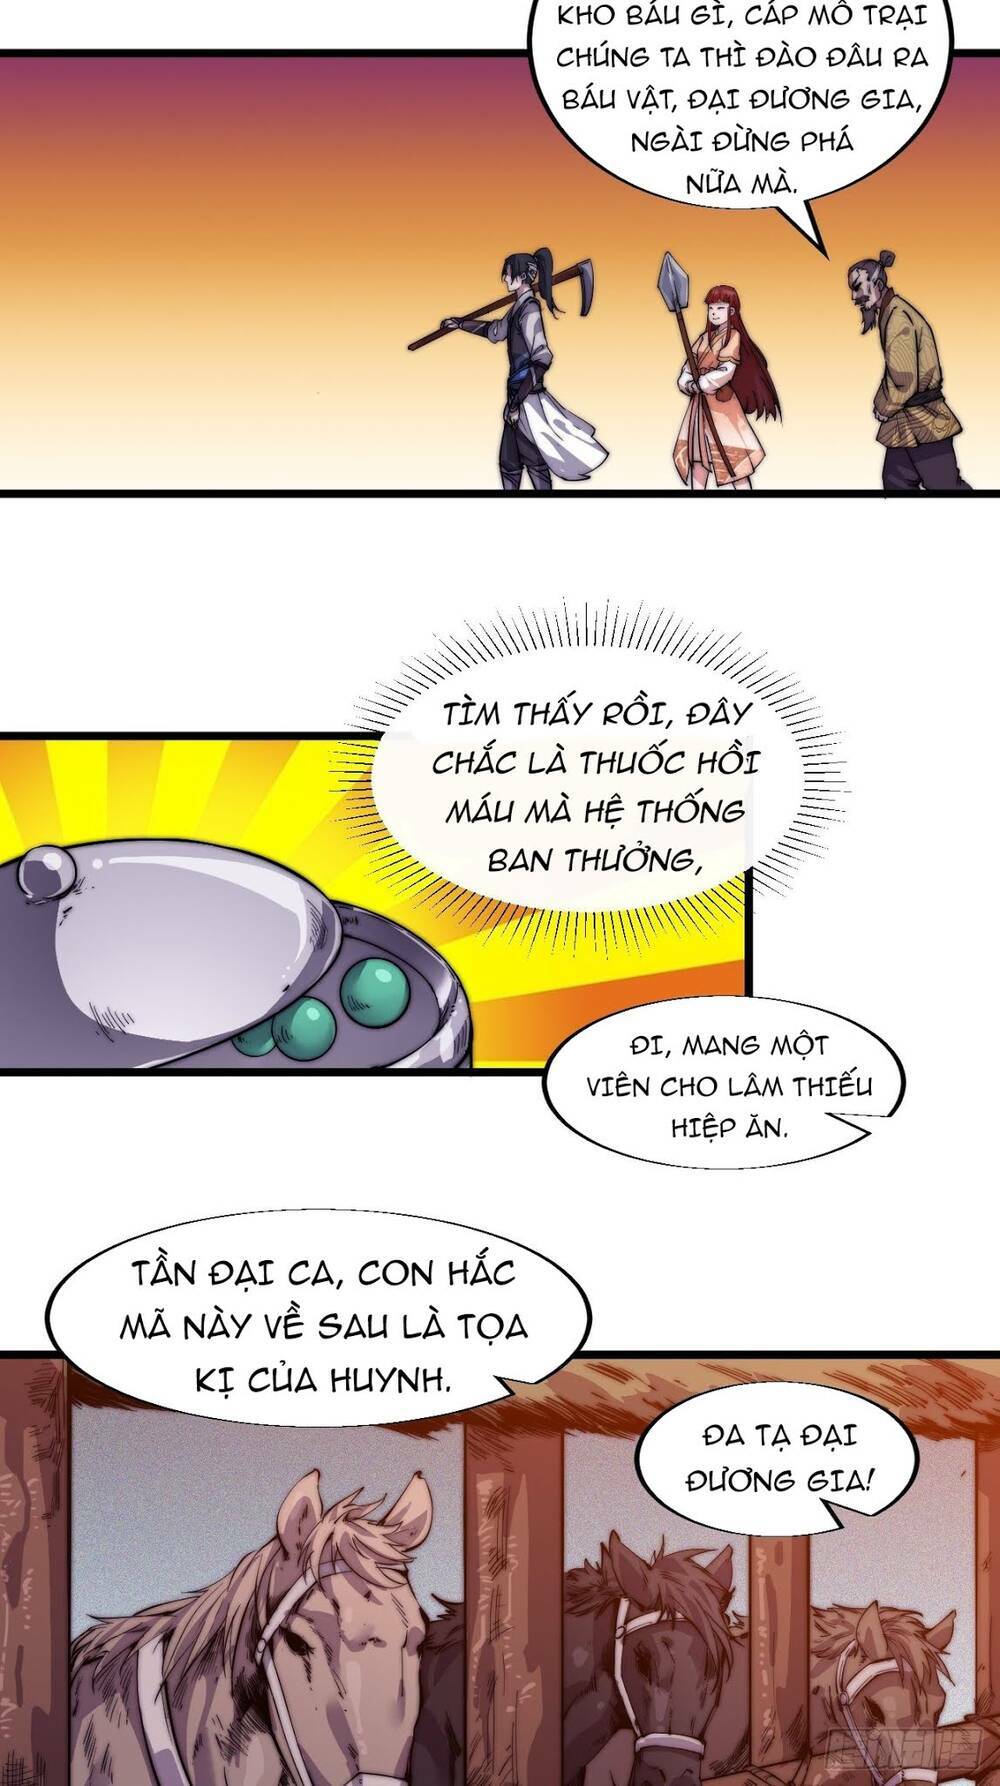 KHO BÁU GÌ, CÁP MÔ TRẠI
CHÚNG TA THÌ ĐÀO ĐÂU RA
BÁU VẬT, ĐẠI ĐƯƠNG GIA,
NGÀI ĐỪNG PHÁ
NỮA MÀ.
TÌM THẤY RỒI, ĐÂY
CHẮC LÀ THUỐC HỒI
MÁU MÀ HỆ THỐNG
BAN THƯỞNG,
ĐI, MANG MỘT
VIÊN CHO LÂM THIẾU
HIỆP ĂN.
TẦN ĐẠI CA, CON HẮC
MÃ NÀY VỀ SAU LÀ TỌA
KỊ CỦA HUYNH.
ĐA TẠ ĐẠI
ĐƯƠNG GIA!